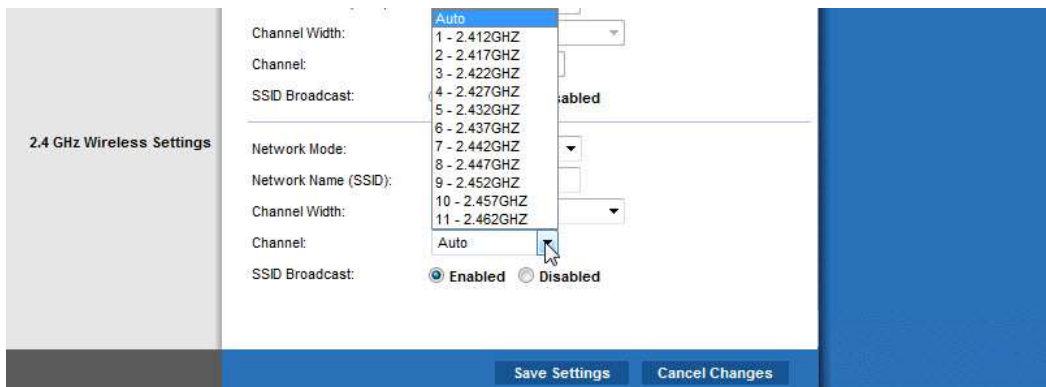 Auto
Channel Width:
1 - 2.412GHZ
2 - 2.417GHZ
Channel:
3 - 2.422GHZ
4 - 2.427GHZ
SSID Broadcast:
abled
5 - 2.432GHZ
6 - 2.437GHZ
2.4 GHz Wireless Settings
Network Mode:
7 - 2.442GHZ
8 - 2.447GHZ
Network Name (SSID):
9 - 2.452GHZ
10 - 2.457GHZ
Channel Width:
11 - 2.462GHZ
Channel:
Auto
SSID Broadcast:
Enabled
Disabled
Save Settings
Cancel Changes